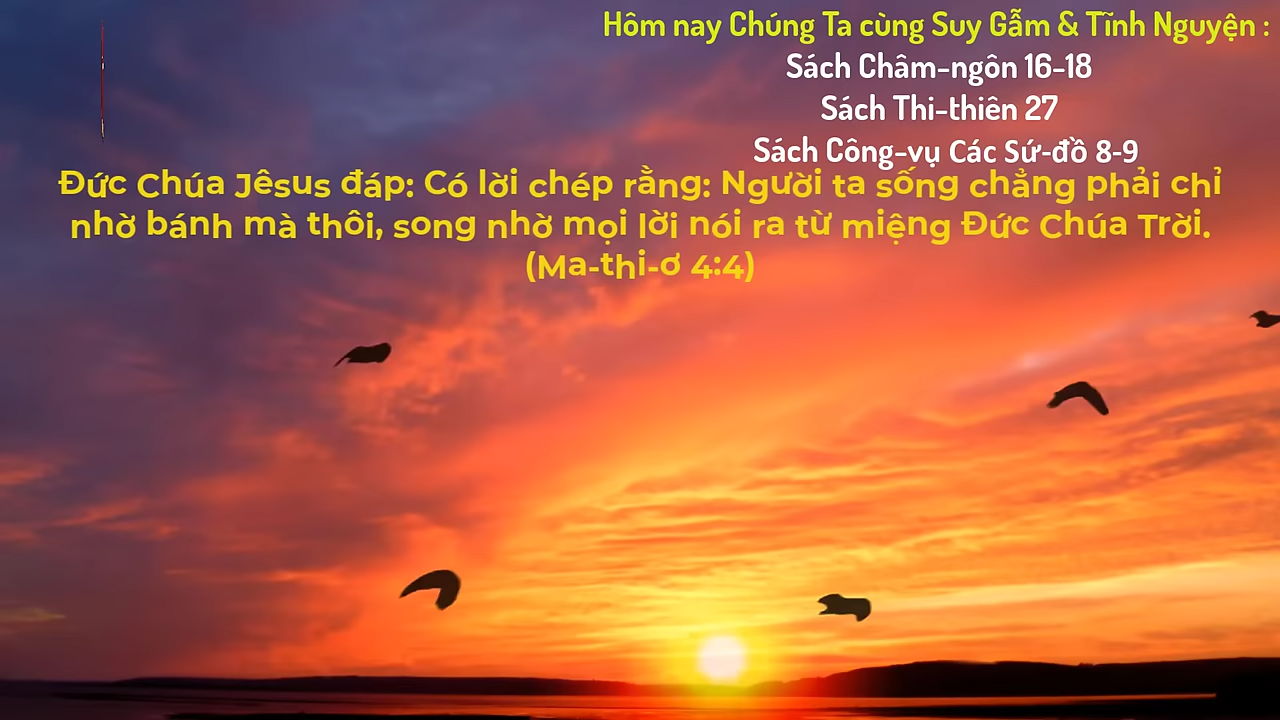 Hôm nay Chúng Ta cùng Suy Gẫm & Tĩnh Nguyện :
Sách Châm-ngôn 16-18
Sách Thi-thiên 27
Sách Công-vụ Các Sứ-đồ 8-9
Đức Chúa Jêsus đáp: Có lời chép rằng: Người ta sống chẳng phải chỉ
nhờ bánh mà thôi, song nhờ mọi lời nói ra từ miệng Đức Chúa Trời.
(Ma-thi-ơ 4:4)